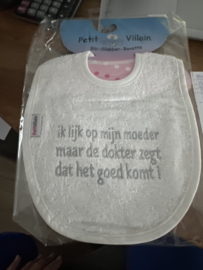 Petit Villain
ik lijk op mijn moeder
maar de dokter zegt
dat het goed komt !